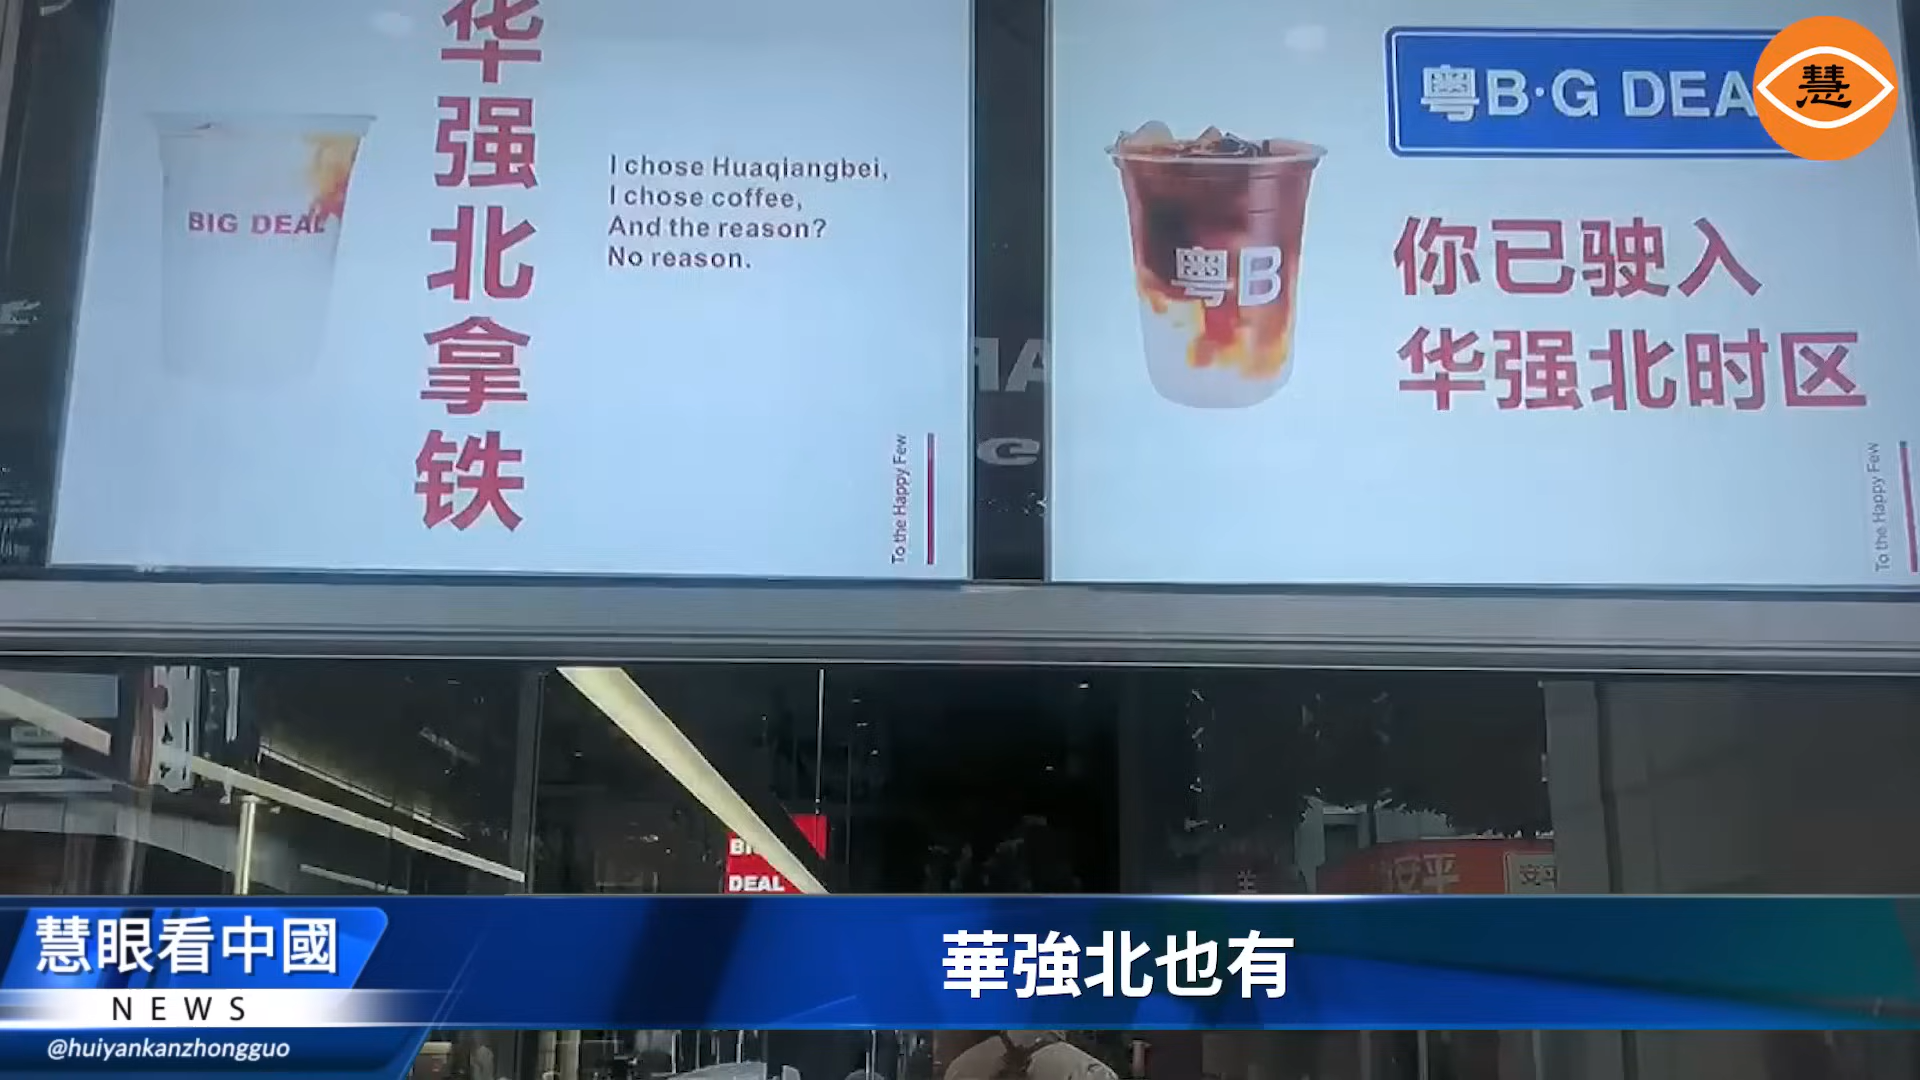 华强北拿铁
BIG DEAL
I chose Huaqiangbei,
I chose coffee,
And the reason?
No reason.
To the Happy Few
粤B·G DEA
慧
粤B
你已驶入
华强北时区
To the Happy Few
DEAL
安平
慧眼看中國
NEWS
@huiyankanzhongguo
華強北也有